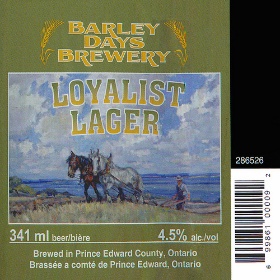 BARLEY
DAYS
BREWERY
LOYALIST
LAGER
341 ml beer/bière 4.5% alc./vol
Brewed in Prince Edward County, Ontario
Brassée a comté de Prince Edward, Ontario
286526
6 99861 00009 2